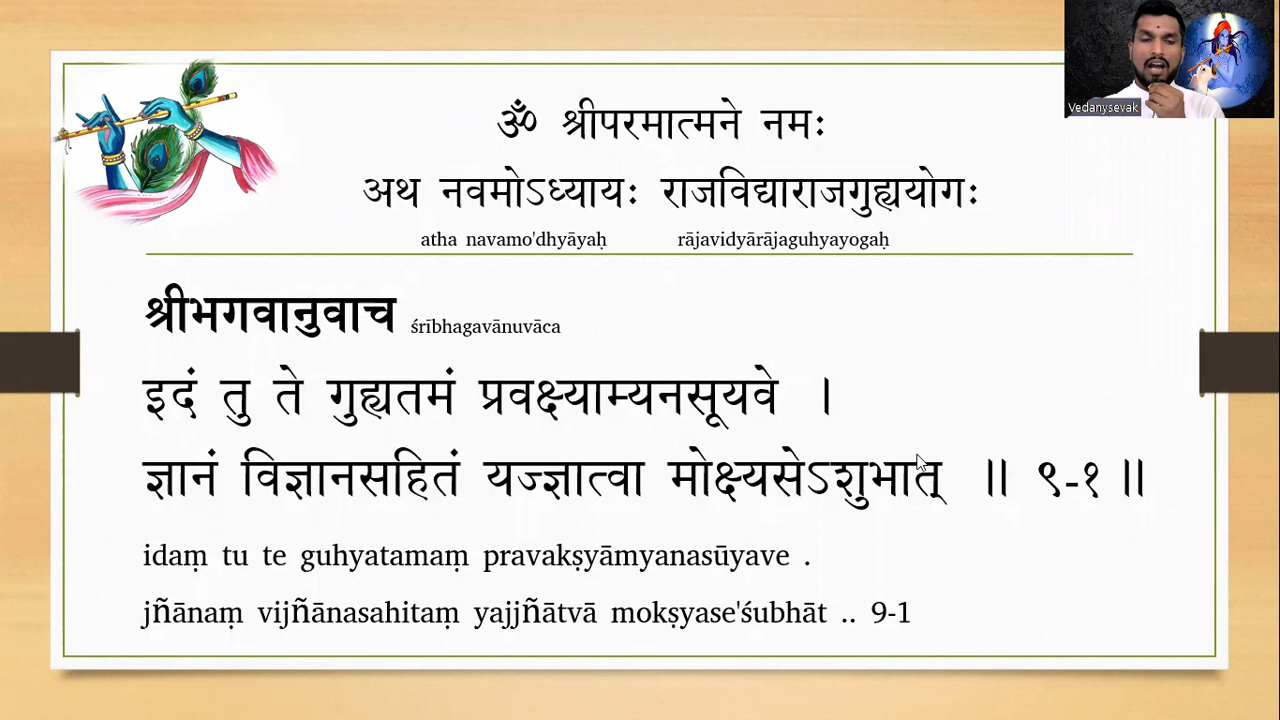 Vedanysevak
ॐ श्रीपरमात्मने नमः
अथ नवमोऽध्यायः राजविद्याराजगुह्ययोगः
atha navamo'dhyāyaḥ rājavidyārājaguhyayogaḥ
श्रीभगवानुवाच śrībhagavānuvāca
इदं तु ते गुह्यतमं प्रवक्ष्याम्यनसूयवे ।
ज्ञानं विज्ञानसहितं यज्ज्ञात्वा मोक्ष्यसेऽशुभात् ॥ ९-१ ॥
idaṃ tu te guhyatamaṃ pravakṣyāmyanasūyave .
jñānaṃ vijñānasahitaṃ yajjñātvā mokṣyase'śubhāt .. 9-1